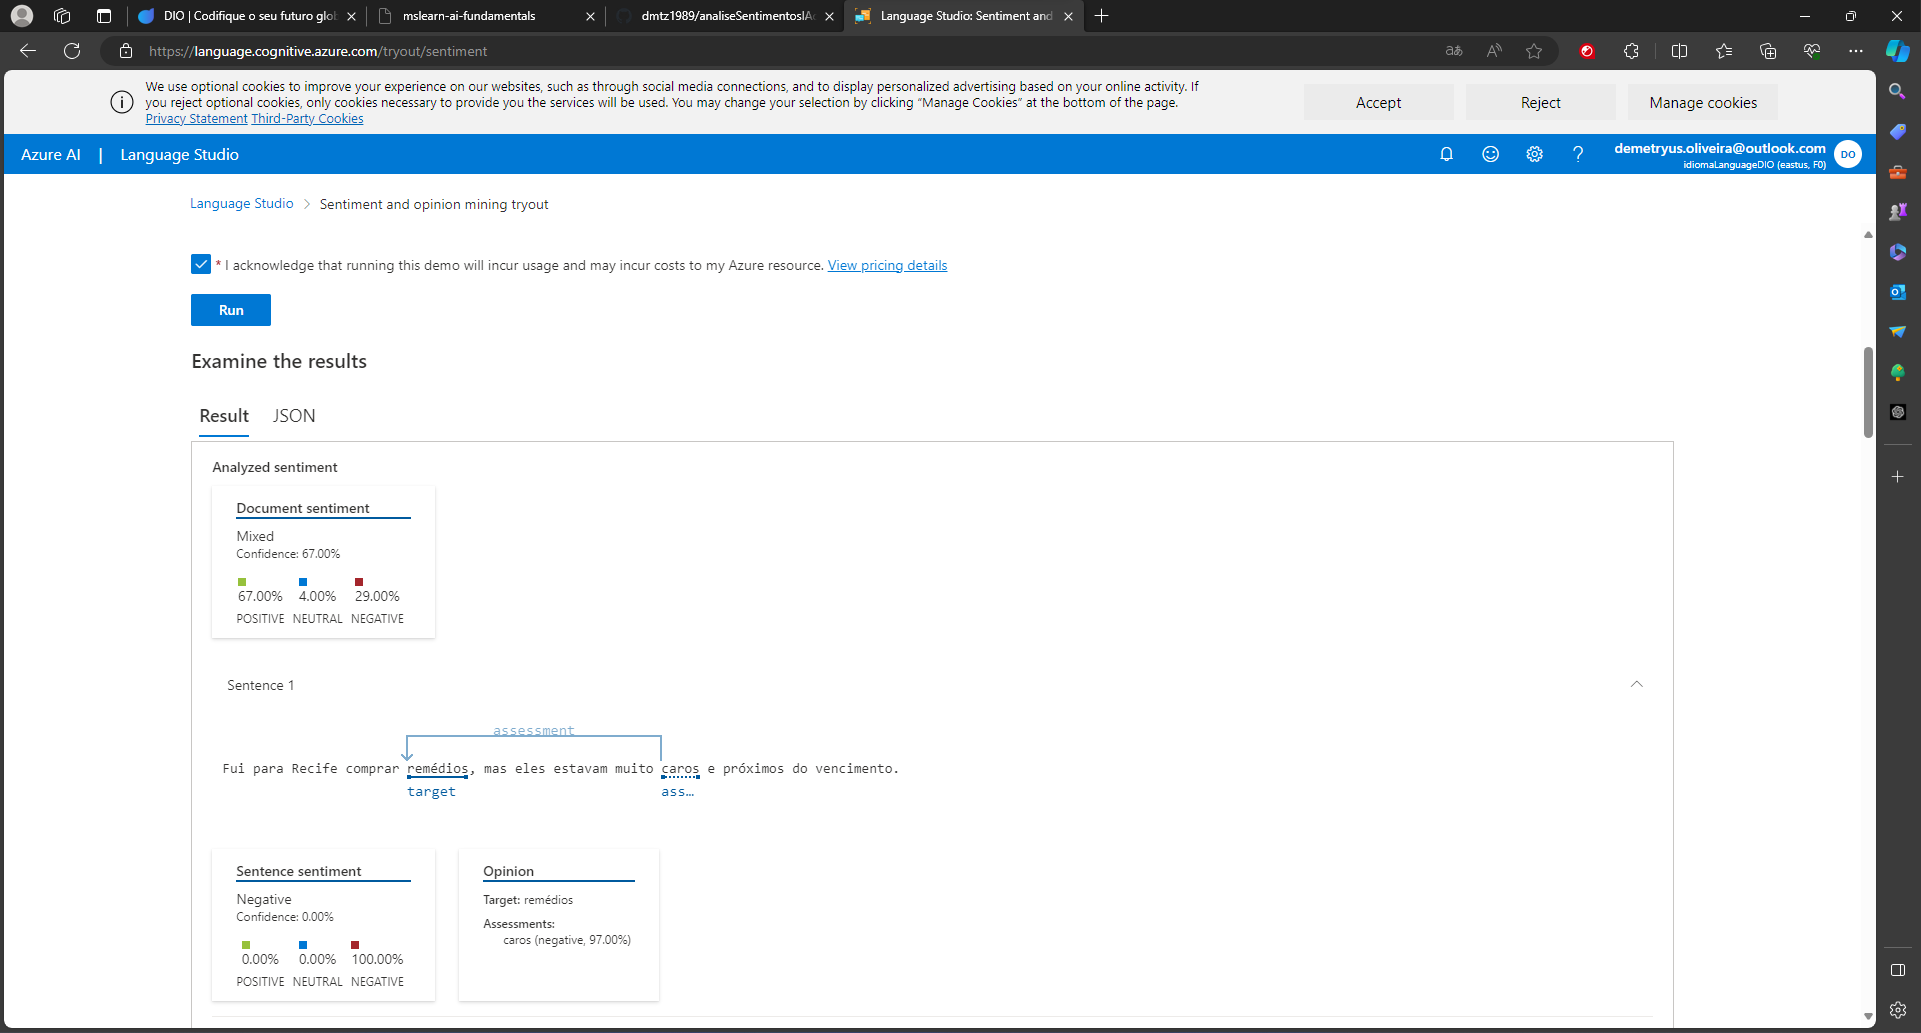 DIO | Codifique o seu futuro glob
mslearn-ai-fundamentals
dmtz1989/analiseSentimentosIAc
Language Studio: Sentiment and
https://language.cognitive.azure.com/tryout/sentiment
We use optional cookies to improve your experience on our websites, such as through social media connections, and to display personalized advertising based on your online activity. If
you reject optional cookies, only cookies necessary to provide you the services will be used. You may change your selection by clicking “Manage Cookies” at the bottom of the page.
Privacy Statement Third-Party Cookies
Accept
Reject
Manage cookies
Azure AI | Language Studio
demetryus.oliveira@outlook.com
idiomaLanguageDIO (eastus, F0)
DO
Language Studio > Sentiment and opinion mining tryout
* I acknowledge that running this demo will incur usage and may incur costs to my Azure resource. View pricing details
Run
Examine the results
Result JSON
Analyzed sentiment
Document sentiment
Mixed
Confidence: 67.00%
67.00% 4.00% 29.00%
POSITIVE NEUTRAL NEGATIVE
Sentence 1
assessment
Fui para Recife comprar remédios, mas eles estavam muito caros e próximos do vencimento.
target ass…
Sentence sentiment
Negative
Confidence: 0.00%
0.00% 0.00% 100.00%
POSITIVE NEUTRAL NEGATIVE
Opinion
Target: remédios
Assessments:
caros (negative, 97.00%)